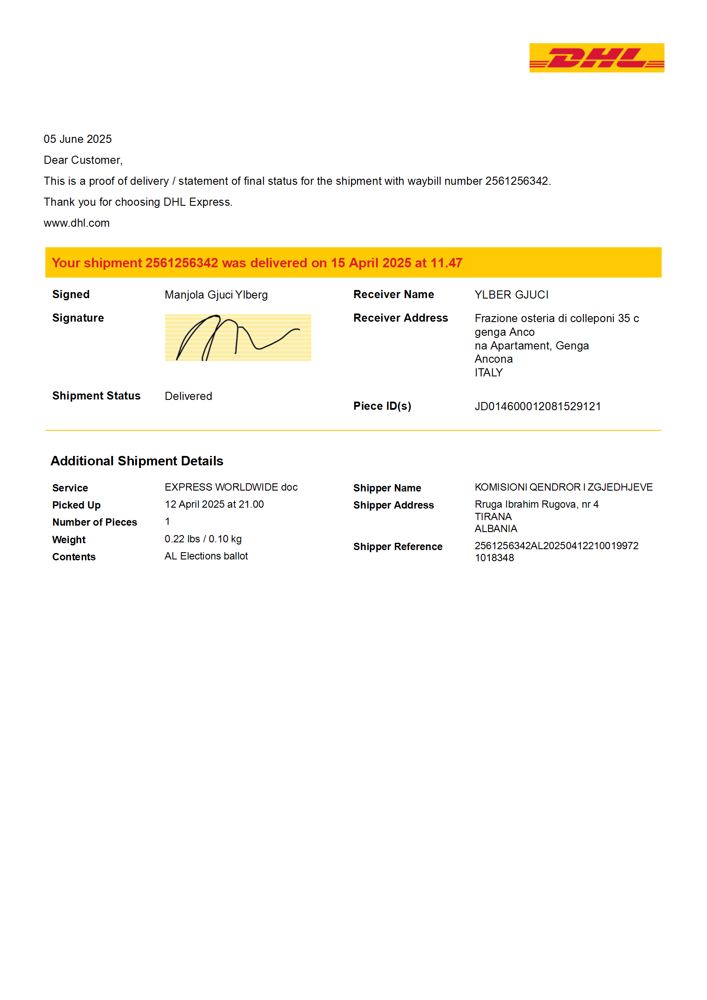 DHL
05 June 2025
Dear Customer,
This is a proof of delivery / statement of final status for the shipment with waybill number 2561256342.
Thank you for choosing DHL Express.
www.dhl.com
Your shipment 2561256342 was delivered on 15 April 2025 at 11.47
Signed Manjola Gjuci Ylberg
Signature
Shipment Status Delivered
Receiver Name YLBER GJUCI
Receiver Address Frazione osteria di colleponi 35 c
genga Anco
na Apartament, Genga
Ancona
ITALY
Piece ID(s) JD014600012081529121
Additional Shipment Details
Service EXPRESS WORLDWIDE doc
Picked Up 12 April 2025 at 21.00
Number of Pieces 1
Weight 0.22 lbs / 0.10 kg
Contents AL Elections ballot
Shipper Name KOMISIONI QENDROR I ZGJEDHJEVE
Shipper Address Rruga Ibrahim Rugova, nr 4
TIRANA
ALBANIA
Shipper Reference 2561256342AL20250412210019972
1018348